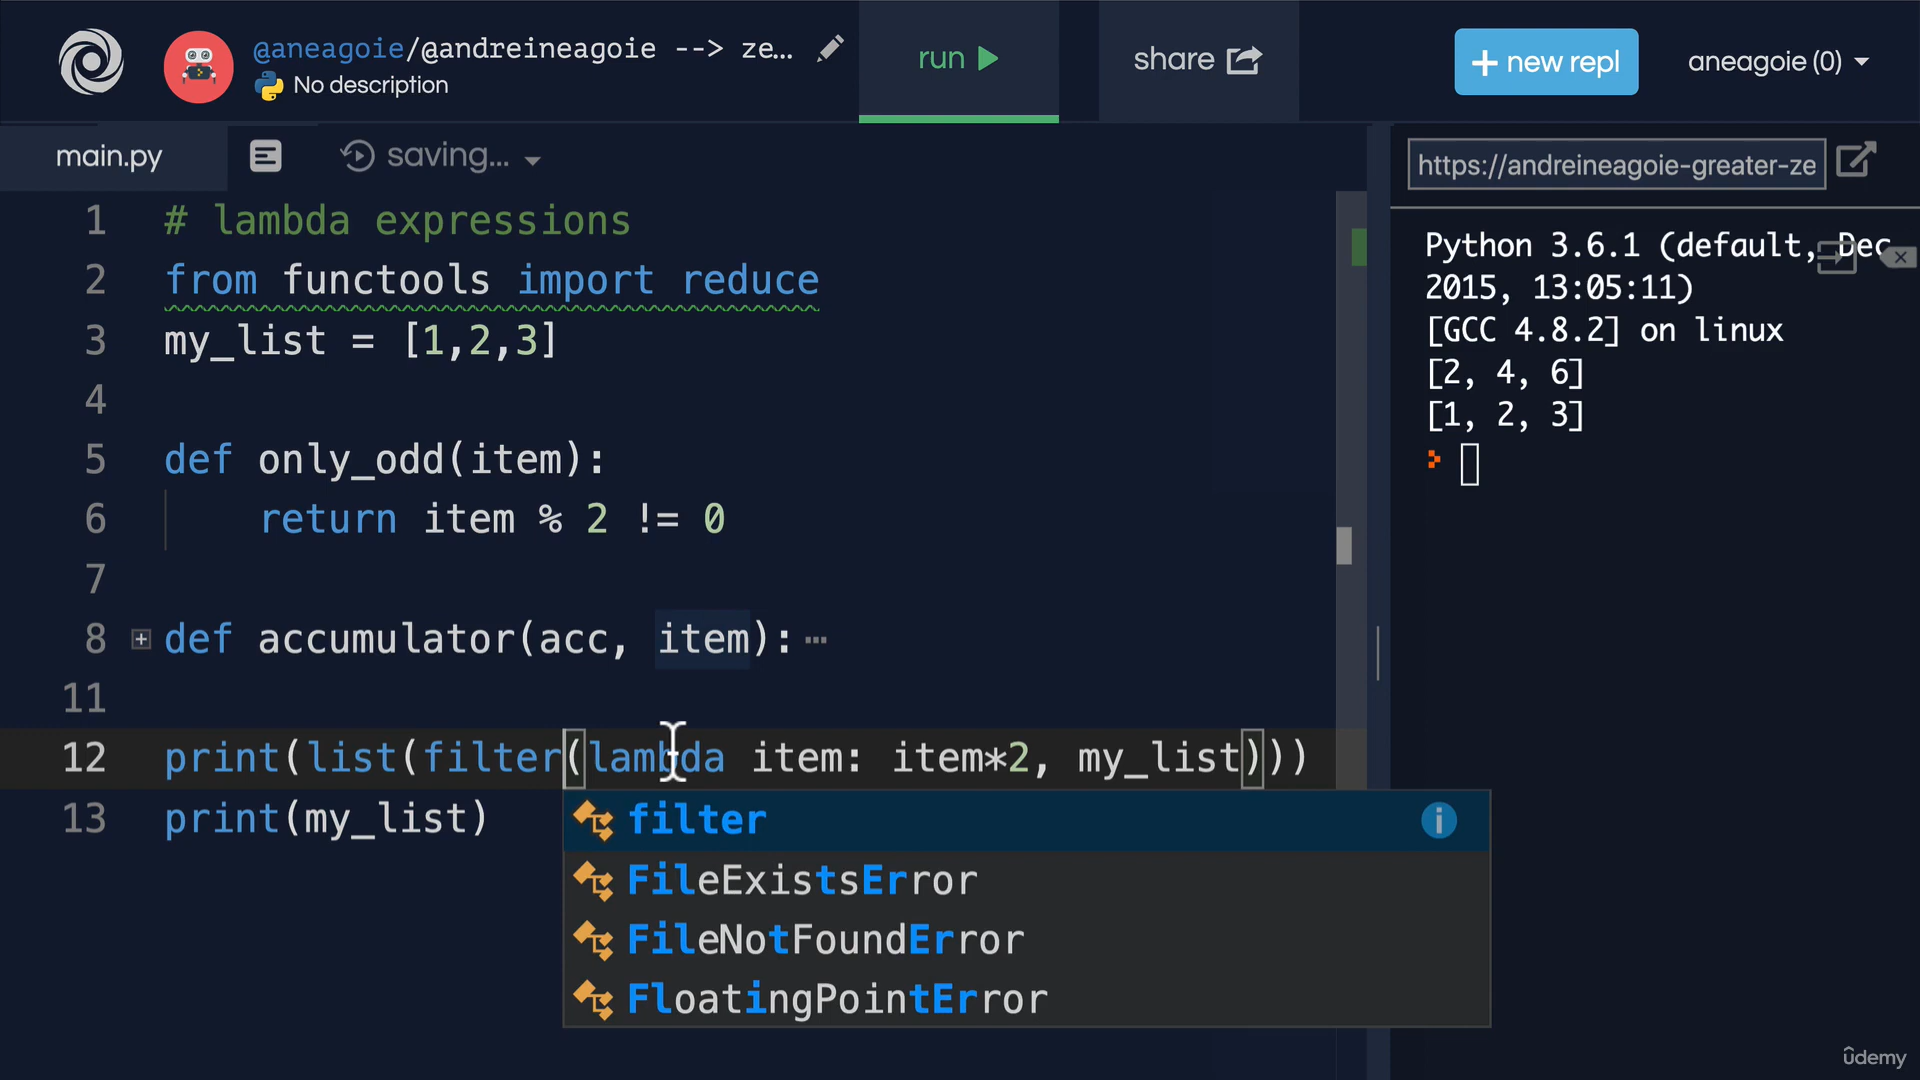 @aneagoie/@andreineagoie --> ze...
No description
run
share
+ new repl
aneagoie (0)
main.py
saving...
https://andreineagoie-greater-ze
1 # lambda expressions
2 from functools import reduce
3 my_list = [1,2,3]
4
5 def only_odd(item):
6 return item % 2 != 0
7
8 def accumulator(acc, item):
11
12 print(list(filter(lambda item: item*2, my_list)))
13 print(my_list)
filter
FileExistsError
FileNotFoundError
FloatingPointError
Python 3.6.1 (default, Dec
2015, 13:05:11)
[GCC 4.8.2] on linux
[2, 4, 6]
[1, 2, 3]
ûdemy